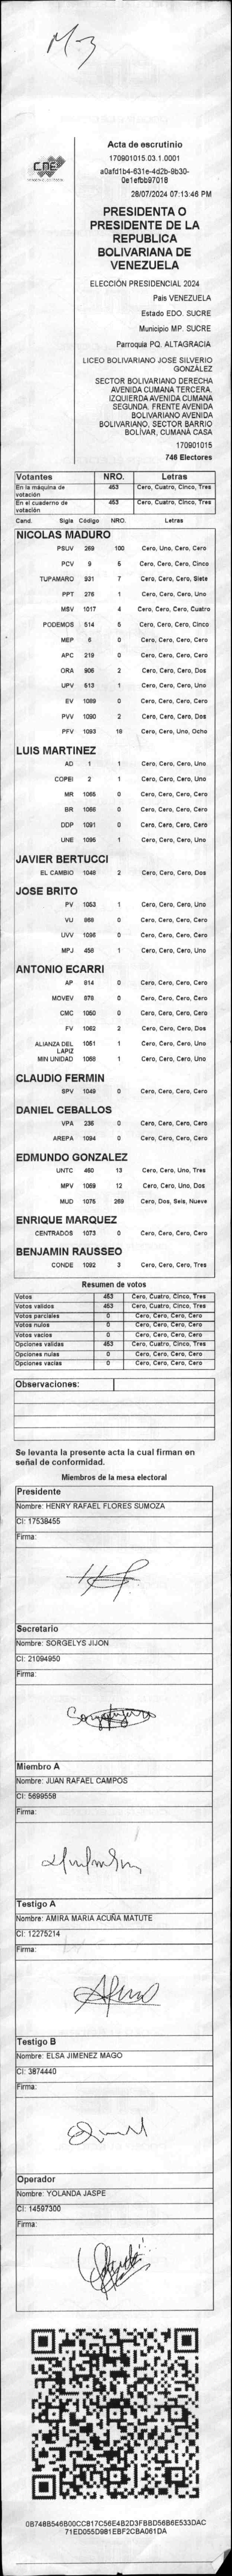 M-3
CNE
Acta de escrutinio
170901015.03.1.0001
a0afd1b4-631e-4d2b-9b30-
0e1efbb97018
28/07/2024 07:13:46 PM
PRESIDENTA O
PRESIDENTE DE LA
REPUBLICA
BOLIVARIANA DE
VENEZUELA
ELECCIÓN PRESIDENCIAL 2024
País VENEZUELA
Estado EDO. SUCRE
Municipio MP. SUCRE
Parroquia PQ. ALTAGRACIA
LICEO BOLIVARIANO JOSE SILVERIO
GONZÁLEZ
SECTOR BOLIVARIANO DERECHA
AVENIDA CUMANA TERCERA.
IZQUIERDA AVENIDA CUMANA
SEGUNDA. FRENTE AVENIDA
BOLIVARIANO AVENIDA
BOLIVARIANO, SECTOR BARRIO
BOLIVAR, CUMANÁ CASA
170901015
746 Electores
Votantes NRO. Letras
En la máquina de votación 453 Cero, Cuatro, Cinco, Tres
En el cuaderno de votación 453 Cero, Cuatro, Cinco, Tres
Cand. Sigla Código NRO. Letras
NICOLAS MADURO
PSUV 269 100 Cero, Uno, Cero, Cero
PCV 9 5 Cero, Cero, Cero, Cinco
TUPAMARO 931 7 Cero, Cero, Cero, Siete
PPT 276 1 Cero, Cero, Cero, Uno
MSV 1017 4 Cero, Cero, Cero, Cuatro
PODEMOS 514 5 Cero, Cero, Cero, Cinco
MEP 6 0 Cero, Cero, Cero, Cero
APC 219 0 Cero, Cero, Cero, Cero
ORA 906 2 Cero, Cero, Cero, Dos
UPV 613 1 Cero, Cero, Cero, Uno
EV 1089 0 Cero, Cero, Cero, Cero
PVV 1090 2 Cero, Cero, Cero, Dos
PFV 1093 18 Cero, Cero, Uno, Ocho
LUIS MARTINEZ
AD 1 1 Cero, Cero, Cero, Uno
COPEI 2 1 Cero, Cero, Cero, Uno
MR 1065 0 Cero, Cero, Cero, Cero
BR 1066 0 Cero, Cero, Cero, Cero
DDP 1091 0 Cero, Cero, Cero, Cero
UNE 1095 1 Cero, Cero, Cero, Uno
JAVIER BERTUCCI
EL CAMBIO 1048 2 Cero, Cero, Cero, Dos
JOSE BRITO
PV 1053 1 Cero, Cero, Cero, Uno
VU 868 0 Cero, Cero, Cero, Cero
UVV 1096 0 Cero, Cero, Cero, Cero
MPJ 458 1 Cero, Cero, Cero, Uno
ANTONIO ECARRI
AP 814 0 Cero, Cero, Cero, Cero
MOVEV 878 0 Cero, Cero, Cero, Cero
CMC 1050 0 Cero, Cero, Cero, Cero
FV 1062 2 Cero, Cero, Cero, Dos
ALIANZA DEL LAPIZ 1051 1 Cero, Cero, Cero, Uno
MIN UNIDAD 1068 1 Cero, Cero, Cero, Uno
CLAUDIO FERMIN
SPV 1049 0 Cero, Cero, Cero, Cero
DANIEL CEBALLOS
VPA 236 0 Cero, Cero, Cero, Cero
AREPA 1094 0 Cero, Cero, Cero, Cero
EDMUNDO GONZALEZ
UNTC 460 13 Cero, Cero, Uno, Tres
MPV 1069 12 Cero, Cero, Uno, Dos
MUD 1075 269 Cero, Dos, Seis, Nueve
ENRIQUE MARQUEZ
CENTRADOS 1073 0 Cero, Cero, Cero, Cero
BENJAMIN RAUSSEO
CONDE 1092 3 Cero, Cero, Cero, Tres
Resumen de votos
Votos 453 Cero, Cuatro, Cinco, Tres
Votos validos 453 Cero, Cuatro, Cinco, Tres
Votos parciales 0 Cero, Cero, Cero, Cero
Votos nulos 0 Cero, Cero, Cero, Cero
Votos vacios 0 Cero, Cero, Cero, Cero
Opciones validas 453 Cero, Cuatro, Cinco, Tres
Opciones nulas 0 Cero, Cero, Cero, Cero
Opciones vacias 0 Cero, Cero, Cero, Cero
Observaciones:
Se levanta la presente acta la cual firman en
señal de conformidad.
Miembros de la mesa electoral
Presidente
Nombre: HENRY RAFAEL FLORES SUMOZA
CI: 17538455
Firma:
Secretario
Nombre: SORGELYS JIJON
CI: 21094950
Firma:
Miembro A
Nombre: JUAN RAFAEL CAMPOS
CI: 5699558
Firma:
Testigo A
Nombre: AMIRA MARIA ACUÑA MATUTE
CI: 12275214
Firma:
Testigo B
Nombre: ELSA JIMENEZ MAGO
CI: 3874440
Firma:
Operador
Nombre: YOLANDA JASPE
CI: 14597300
Firma:
0B748B546B00CC817C56E4B2D3FBBD56B6E533DAC
71ED055D981EBF2CBA061DA